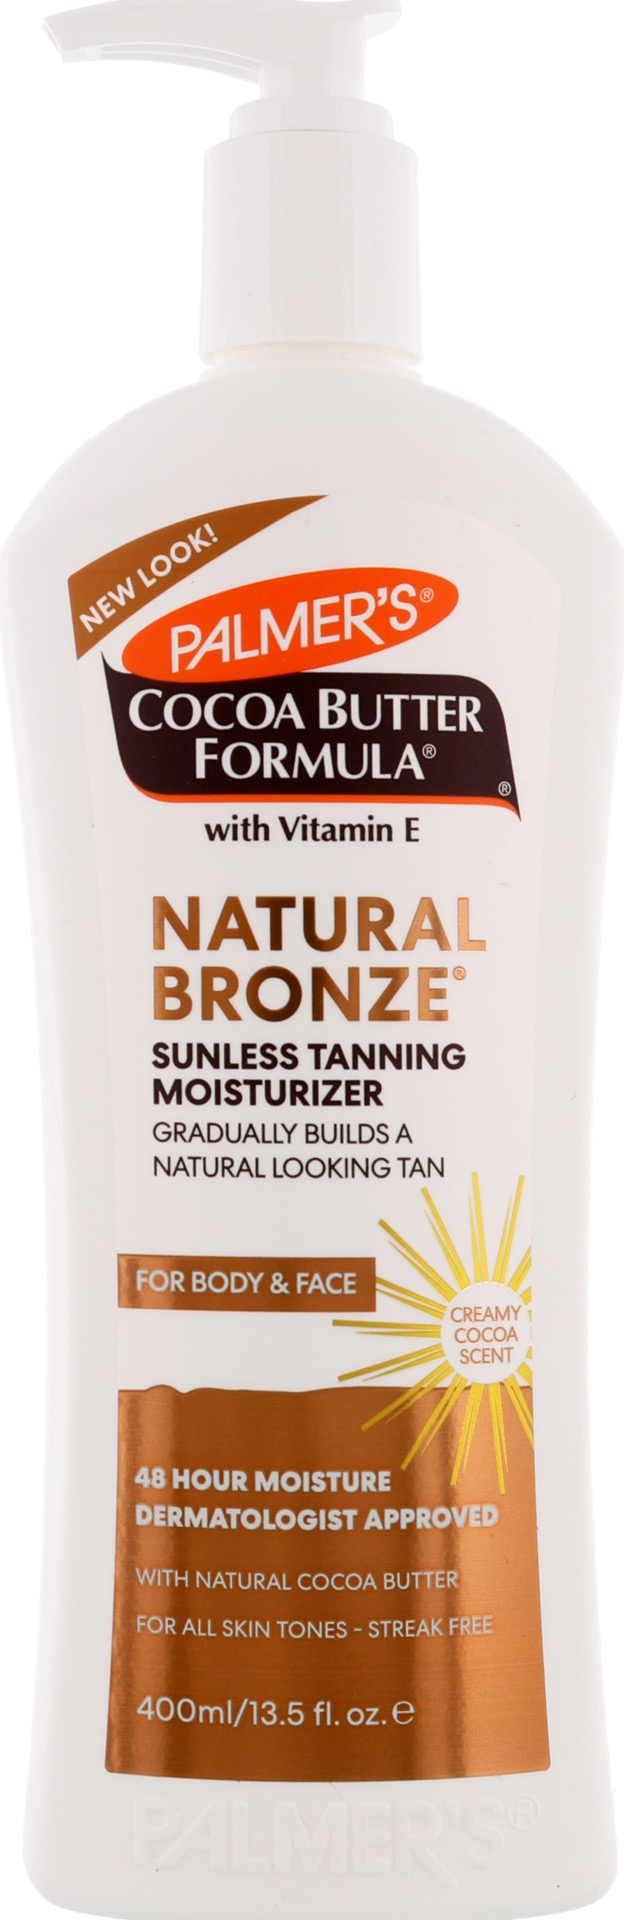 NEW LOOK!
PALMER'S®
COCOA BUTTER
FORMULA®
®
with Vitamin E
NATURAL
BRONZE®
SUNLESS TANNING
MOISTURIZER
GRADUALLY BUILDS A
NATURAL LOOKING TAN
FOR BODY & FACE
CREAMY
COCOA
SCENT
48 HOUR MOISTURE
DERMATOLOGIST APPROVED
WITH NATURAL COCOA BUTTER
FOR ALL SKIN TONES - STREAK FREE
400ml/13.5 fl. oz. ℮
PALMER'S®